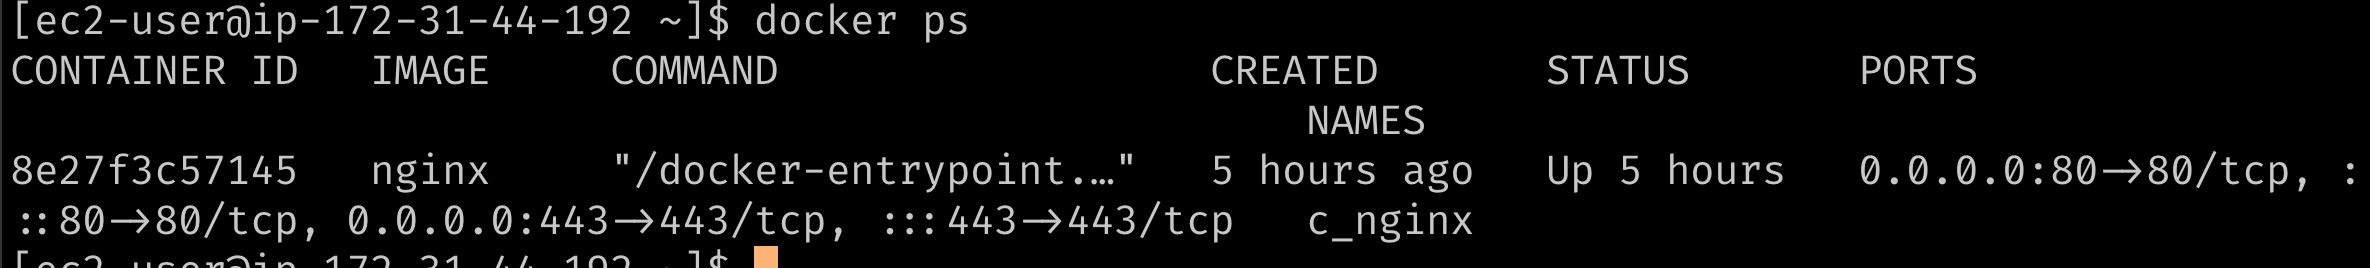 [ec2-user@ip-172-31-44-192 ~]$ docker ps
CONTAINER ID   IMAGE     COMMAND                  CREATED       STATUS       PORTS
NAMES
8e27f3c57145   nginx     "/docker-entrypoint.…"   5 hours ago   Up 5 hours   0.0.0.0:80->80/tcp, :
::80->80/tcp, 0.0.0.0:443->443/tcp, :::443->443/tcp   c_nginx
[ec2-user@ip-172-31-44-192 ~]$